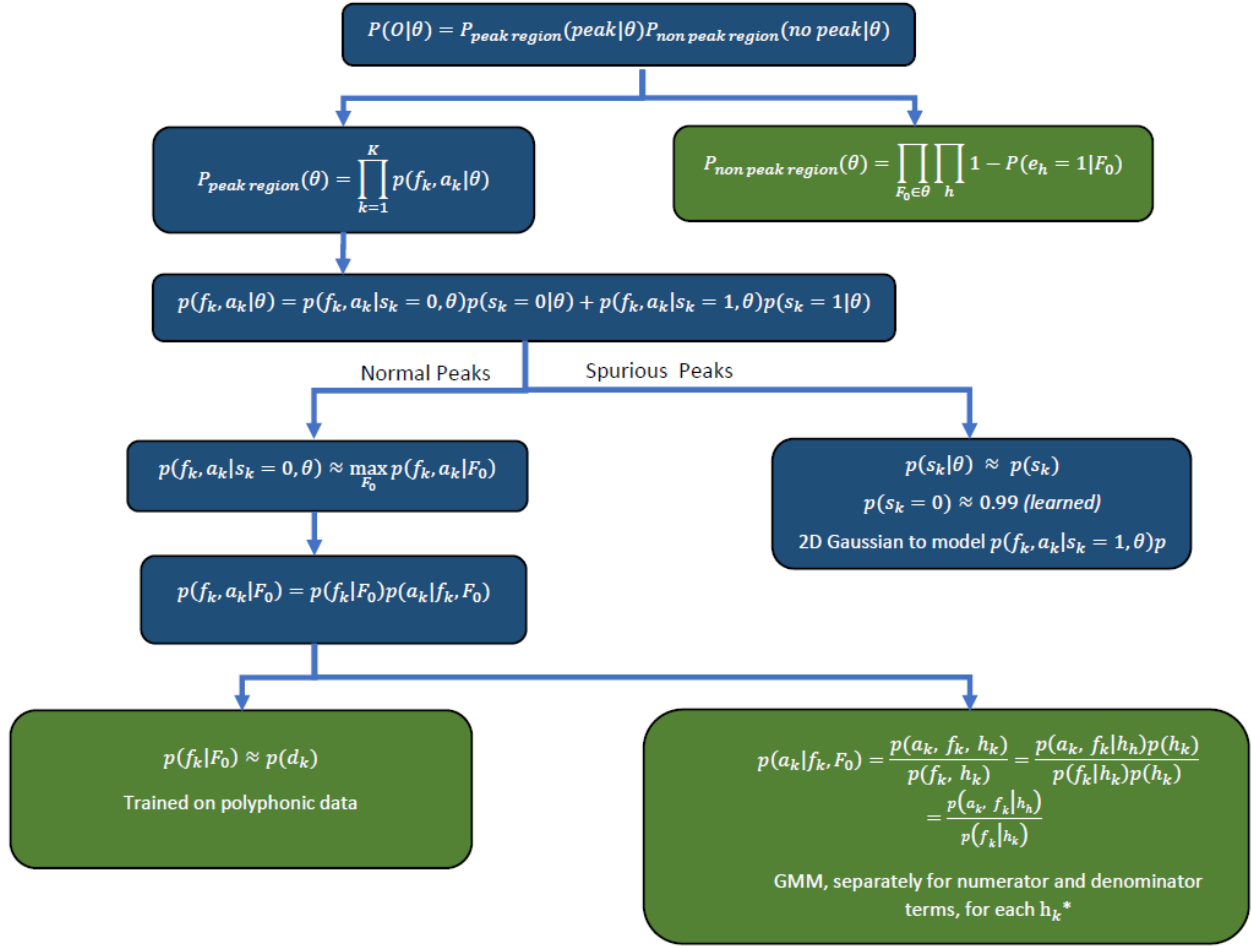 P(O|θ) = P_{peak region}(peak|θ)P_{non peak region}(no peak|θ)
P_{peak region}(θ) = ∏_{k=1}^{K} p(f_k, a_k|θ)
P_{non peak region}(θ) = ∏_{F_0∈θ} ∏_h 1 − P(e_h = 1|F_0)
p(f_k, a_k|θ) = p(f_k, a_k|s_k = 0, θ)p(s_k = 0|θ) + p(f_k, a_k|s_k = 1, θ)p(s_k = 1|θ)
Normal Peaks
Spurious Peaks
p(f_k, a_k|s_k = 0, θ) ≈ max_{F_0} p(f_k, a_k|F_0)
p(s_k|θ) ≈ p(s_k)
p(s_k = 0) ≈ 0.99 (learned)
2D Gaussian to model p(f_k, a_k|s_k = 1, θ)p
p(f_k, a_k|F_0) = p(f_k|F_0)p(a_k|f_k, F_0)
p(f_k|F_0) ≈ p(d_k)
Trained on polyphonic data
p(a_k|f_k, F_0) = \frac{p(a_k, f_k, h_k)}{p(f_k, h_k)} = \frac{p(a_k, f_k|h_h)p(h_k)}{p(f_k|h_k)p(h_k)}
= \frac{p(a_k, f_k|h_h)}{p(f_k|h_k)}
GMM, separately for numerator and denominator
terms, for each h_k*